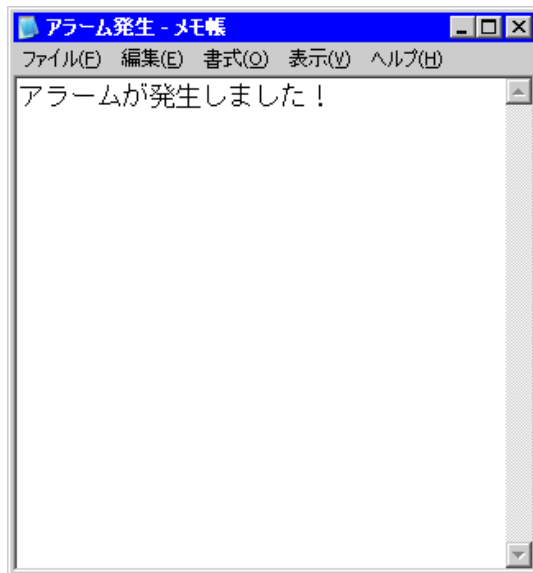 アラーム発生 - メモ帳
ファイル(F) 編集(E) 書式(O) 表示(V) ヘルプ(H)
アラームが発生しました！